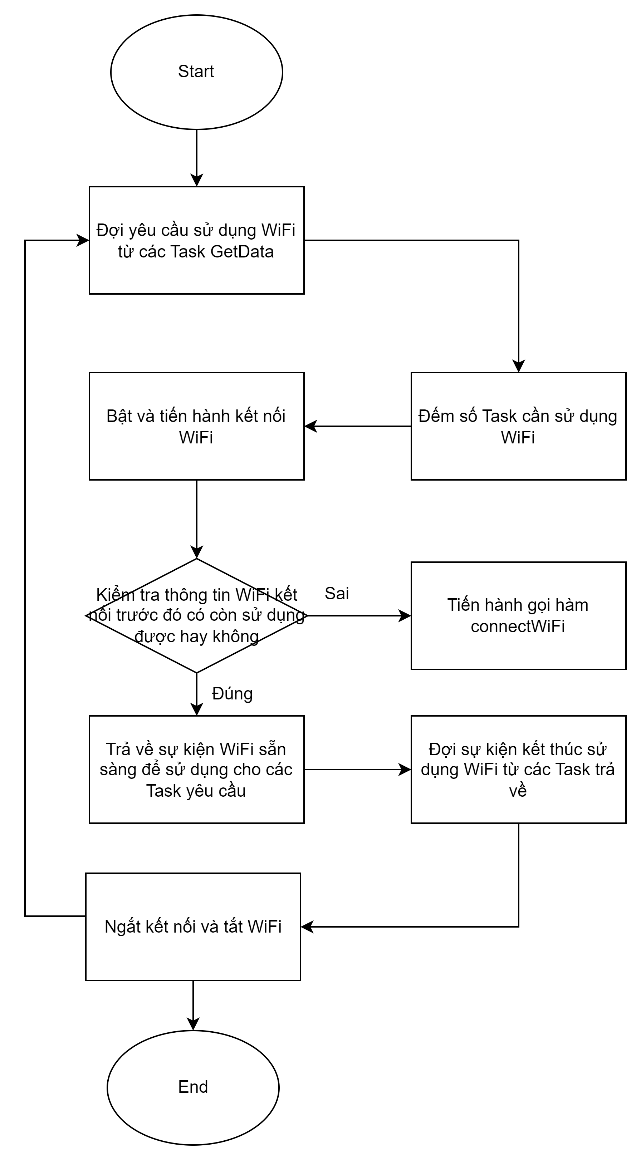 Start
Đợi yêu cầu sử dụng WiFi
từ các Task GetData
Đếm số Task cần sử dụng
WiFi
Bật và tiến hành kết nối
WiFi
Kiểm tra thông tin WiFi kết
nối trước đó có còn sử dụng
được hay không
Sai
Tiến hành gọi hàm
connectWiFi
Đúng
Trả về sự kiện WiFi sẵn
sàng để sử dụng cho các
Task yêu cầu
Đợi sự kiện kết thúc sử
dụng WiFi từ các Task trả
về
Ngắt kết nối và tắt WiFi
End